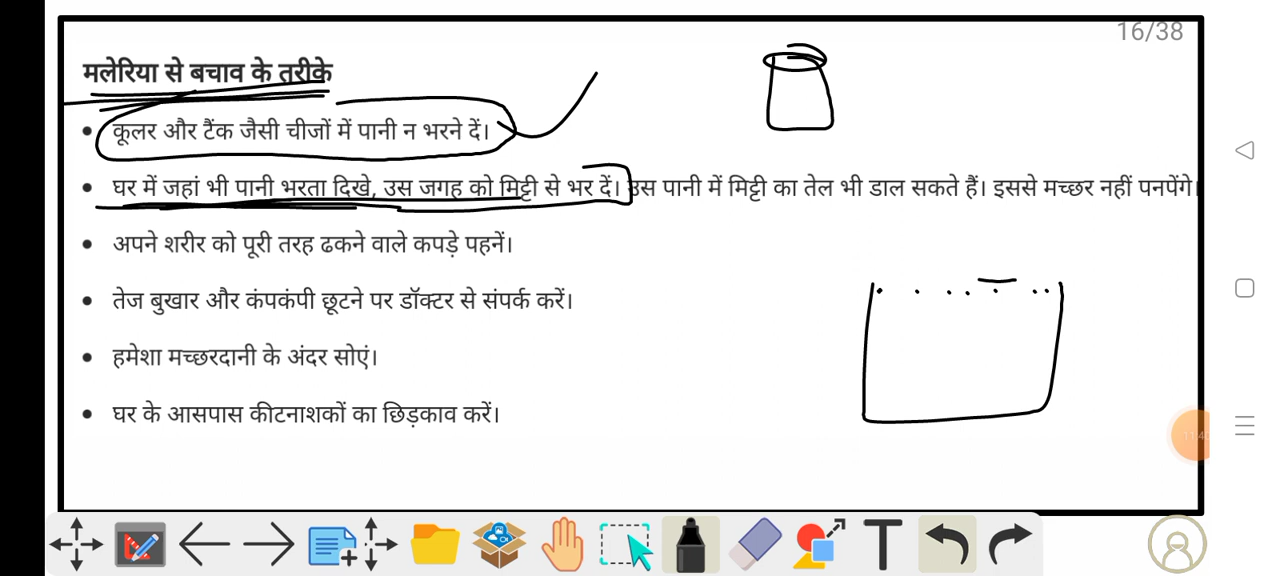 16/38
मलेरिया से बचाव के तरीके
• कूलर और टैंक जैसी चीजों में पानी न भरने दें।
• घर में जहां भी पानी भरता दिखे, उस जगह को मिट्टी से भर दें। उस पानी में मिट्टी का तेल भी डाल सकते हैं। इससे मच्छर नहीं पनपेंगे।
• अपने शरीर को पूरी तरह ढकने वाले कपड़े पहनें।
• तेज बुखार और कंपकंपी छूटने पर डॉक्टर से संपर्क करें।
• हमेशा मच्छरदानी के अंदर सोएं।
• घर के आसपास कीटनाशकों का छिड़काव करें।